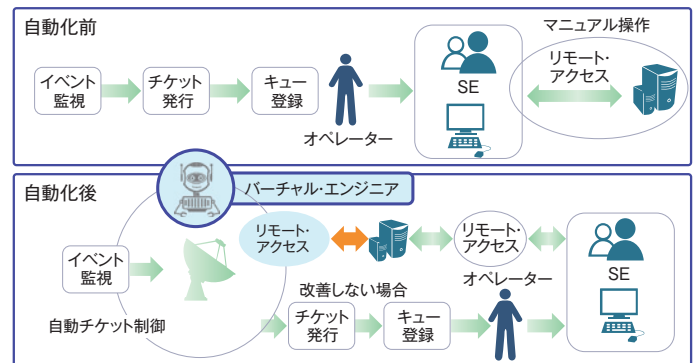 自動化前
マニュアル操作
イベント
監視
チケット
発行
キュー
登録
オペレーター
SE
リモート・
アクセス
バーチャル・エンジニア
自動化後
イベント
監視
自動チケット制御
リモート・
アクセス
リモート・
アクセス
改善しない場合
チケット
発行
キュー
登録
オペレーター
SE